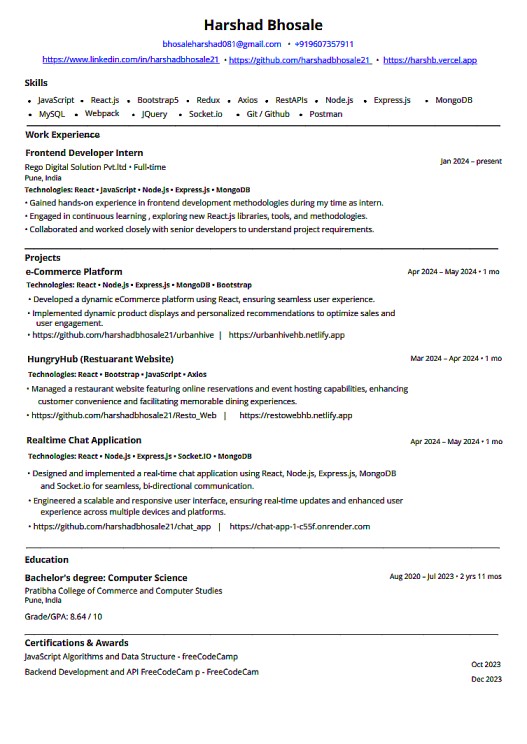 Harshad Bhosale
bhosaleharshad081@gmail.com • +919607357911
https://www.linkedin.com/in/harshadbhosale21 • https://github.com/harshadbhosale21 • https://harshb.vercel.app
Skills
• JavaScript • React.js • Bootstrap5 • Redux • Axios • RestAPIs • Node.js • Express.js • MongoDB
• MySQL • Webpack • JQuery • Socket.io • Git / Github • Postman
Work Experience
Frontend Developer Intern
Jan 2024 – present
Rego Digital Solution Pvt.ltd • Full-time
Pune, India
Technologies: React • JavaScript • Node.js • Express.js • MongoDB
• Gained hands-on experience in frontend development methodologies during my time as intern.
• Engaged in continuous learning , exploring new React.js libraries, tools, and methodologies.
• Collaborated and worked closely with senior developers to understand project requirements.
Projects
e-Commerce Platform Apr 2024 – May 2024 • 1 mo
Technologies: React • Node.js • Express.js • MongoDB • Bootstrap
• Developed a dynamic eCommerce platform using React, ensuring seamless user experience.
• Implemented dynamic product displays and personalized recommendations to optimize sales and
user engagement.
• https://github.com/harshadbhosale21/urbanhive | https://urbanhivehb.netlify.app
HungryHub (Restuarant Website) Mar 2024 – Apr 2024 • 1 mo
Technologies: React • Bootstrap • JavaScript • Axios
• Managed a restaurant website featuring online reservations and event hosting capabilities, enhancing
customer convenience and facilitating memorable dining experiences.
• https://github.com/harshadbhosale21/Resto_Web | https://restowebhb.netlify.app
Realtime Chat Application Apr 2024 – May 2024 • 1 mo
Technologies: React • Node.js • Express.js • Socket.IO • MongoDB
• Designed and implemented a real-time chat application using React, Node.js, Express.js, MongoDB
and Socket.io for seamless, bi-directional communication.
• Engineered a scalable and responsive user interface, ensuring real-time updates and enhanced user
experience across multiple devices and platforms.
• https://github.com/harshadbhosale21/chat_app | https://chat-app-1-c55f.onrender.com
Education
Bachelor's degree: Computer Science Aug 2020 – Jul 2023 • 2 yrs 11 mos
Pratibha College of Commerce and Computer Studies
Pune, India
Grade/GPA: 8.64 / 10
Certifications & Awards
JavaScript Algorithms and Data Structure - freeCodeCamp
Oct 2023
Backend Development and API FreeCodeCam p - FreeCodeCam
Dec 2023